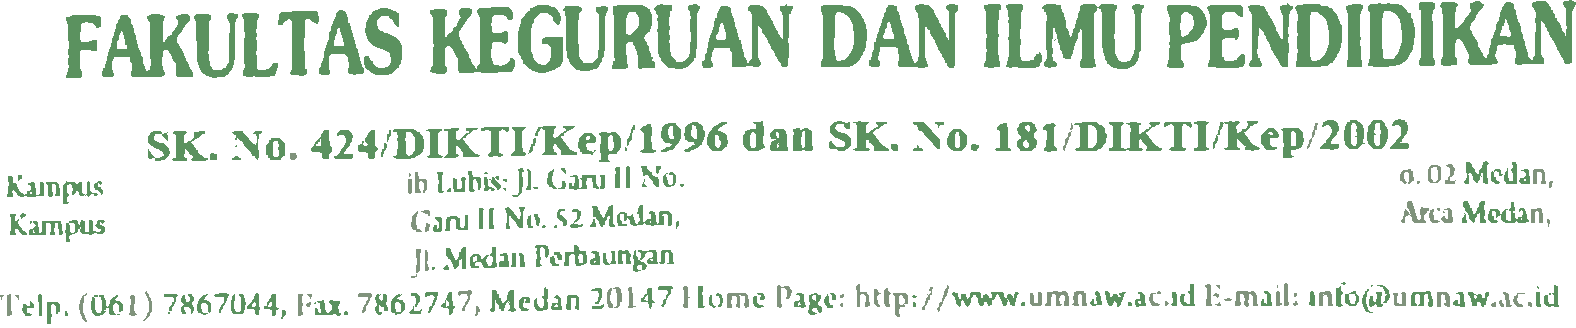 FAKULTAS KEGURUAN DAN ILMU PENDIDIKAN
SK. No. 424/DIKTI/Kep/1996 dan SK. No. 181/DIKTI/Kep/2002
Kampus ib Lubis: Jl. Garu II No. o. 02 Medan,
Kampus Garu II No. 52 Medan, Arca Medan,
Jl. Medan Perbaungan
Telp. (061) 7867044, Fax. 7862747, Medan 20147 Home Page: http://www.umnaw.ac.id E-mail: info@umnaw.ac.id